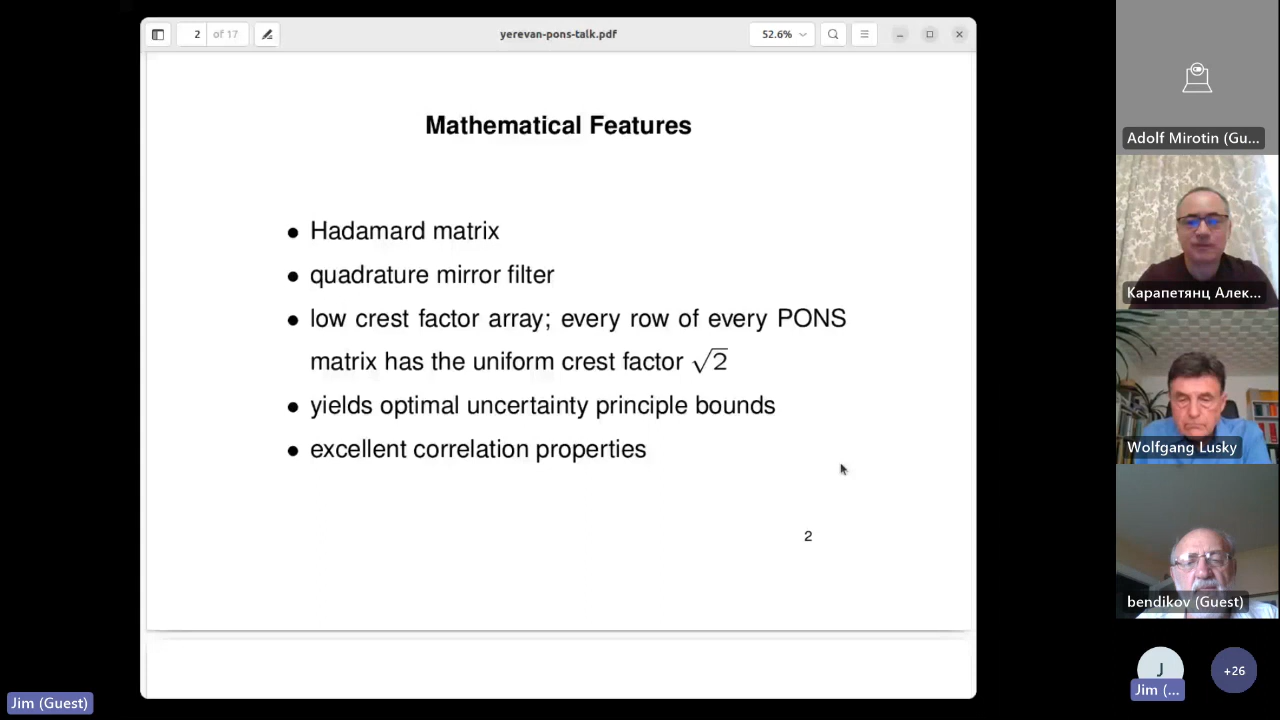 2 of 17
yerevan-pons-talk.pdf
52.6%
Mathematical Features
● Hadamard matrix
● quadrature mirror filter
● low crest factor array; every row of every PONS
matrix has the uniform crest factor √2
● yields optimal uncertainty principle bounds
● excellent correlation properties
2
Adolf Mirotin (Gu...
Карапетянц Алек...
Wolfgang Lusky
bendikov (Guest)
J
Jim (...
+26
Jim (Guest)